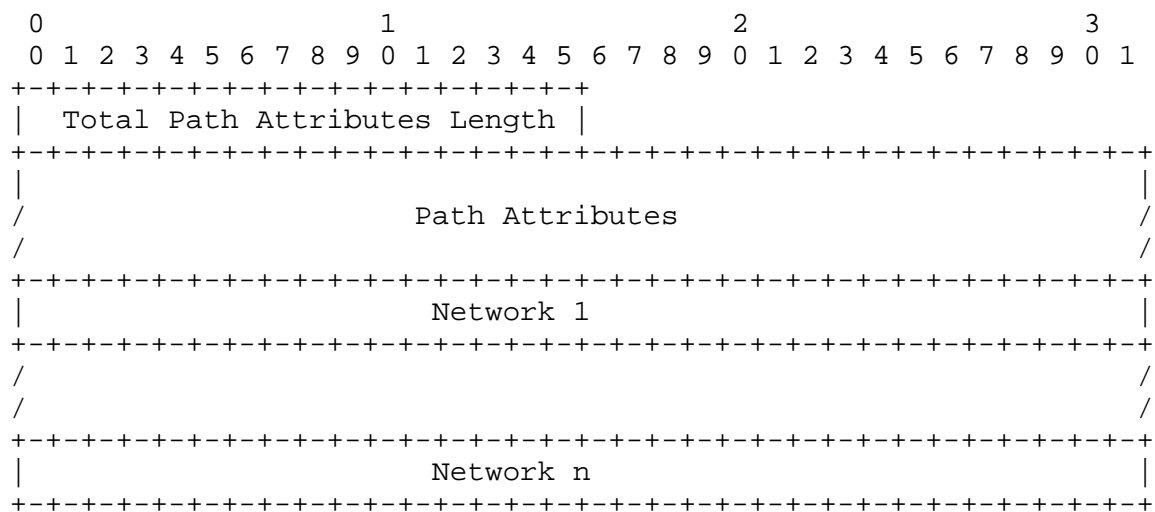 0                   1                   2                   3
 0 1 2 3 4 5 6 7 8 9 0 1 2 3 4 5 6 7 8 9 0 1 2 3 4 5 6 7 8 9 0 1
+-+-+-+-+-+-+-+-+-+-+-+-+-+-+-+-+
|  Total Path Attributes Length |
+-+-+-+-+-+-+-+-+-+-+-+-+-+-+-+-+-+-+-+-+-+-+-+-+-+-+-+-+-+-+-+-+
|                                                               |
/                      Path Attributes                          /
/                                                               /
+-+-+-+-+-+-+-+-+-+-+-+-+-+-+-+-+-+-+-+-+-+-+-+-+-+-+-+-+-+-+-+-+
|                       Network 1                               |
+-+-+-+-+-+-+-+-+-+-+-+-+-+-+-+-+-+-+-+-+-+-+-+-+-+-+-+-+-+-+-+-+
/                                                               /
/                                                               /
+-+-+-+-+-+-+-+-+-+-+-+-+-+-+-+-+-+-+-+-+-+-+-+-+-+-+-+-+-+-+-+-+
|                       Network n                               |
+-+-+-+-+-+-+-+-+-+-+-+-+-+-+-+-+-+-+-+-+-+-+-+-+-+-+-+-+-+-+-+-+